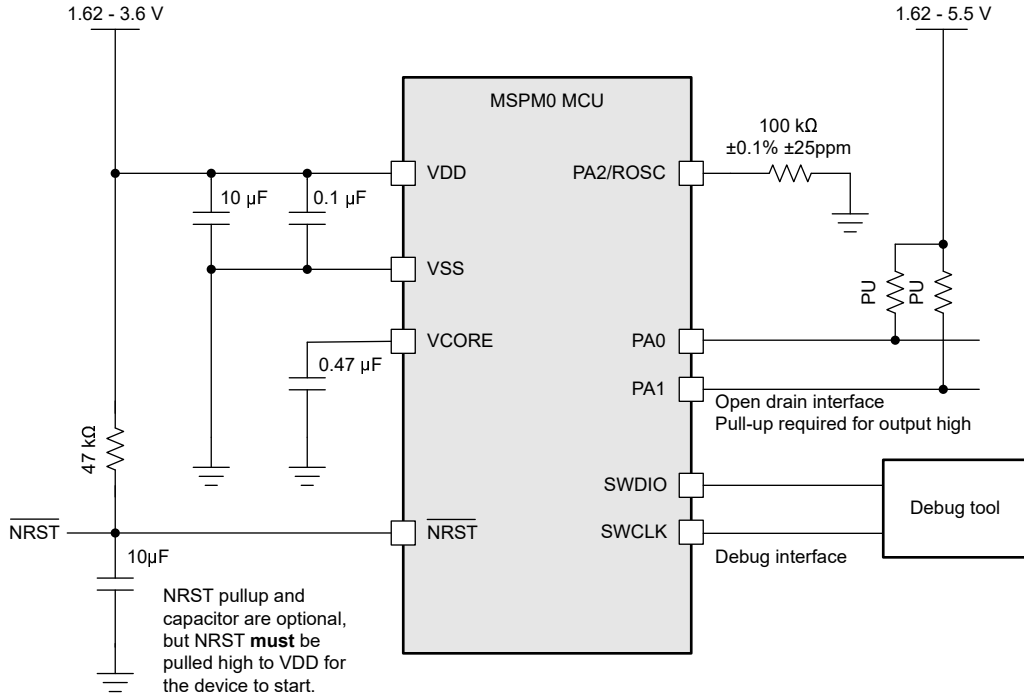 1.62 - 3.6 V
1.62 - 5.5 V
MSPM0 MCU
100 kΩ
±0.1% ±25ppm
VDD
PA2/ROSC
10 µF
0.1 µF
VSS
PU
PU
VCORE
PA0
0.47 µF
PA1
Open drain interface
Pull-up required for output high
47 kΩ
SWDIO
Debug tool
NRST
NRST
SWCLK
Debug interface
10µF
NRST pullup and
capacitor are optional,
but NRST must be
pulled high to VDD for
the device to start.